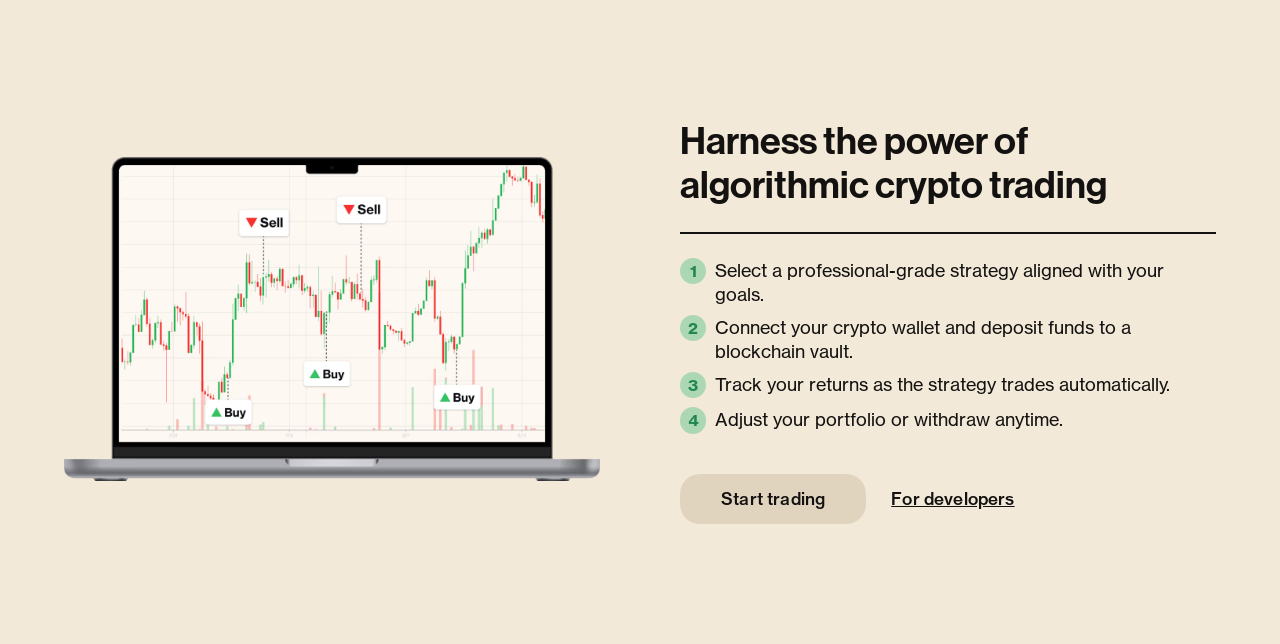 Harness the power of
algorithmic crypto trading
1 Select a professional-grade strategy aligned with your
goals.
2 Connect your crypto wallet and deposit funds to a
blockchain vault.
3 Track your returns as the strategy trades automatically.
4 Adjust your portfolio or withdraw anytime.
Start trading
For developers
Sell
Sell
Buy
Buy
Buy